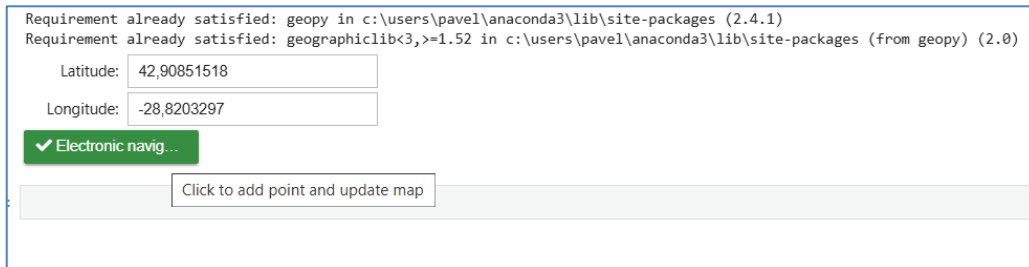 Requirement already satisfied: geopy in c:\users\pavel\anaconda3\lib\site-packages (2.4.1)
Requirement already satisfied: geographiclib<3,>=1.52 in c:\users\pavel\anaconda3\lib\site-packages (from geopy) (2.0)
Latitude: 42,90851518
Longitude: -28,8203297
✔ Electronic navig...
Click to add point and update map
: